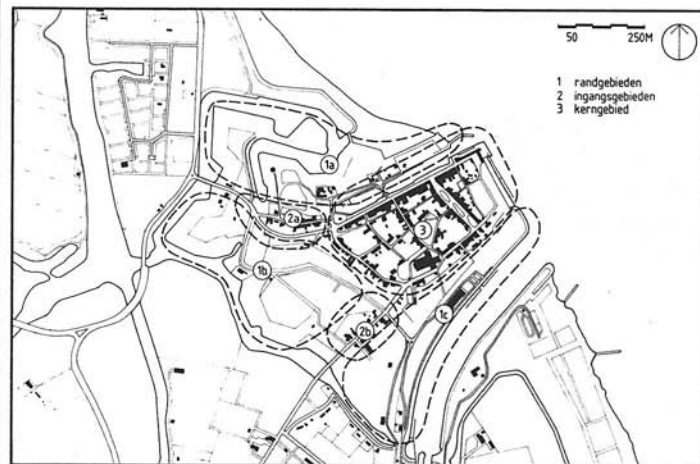 50 250M
1 randgebieden
2 ingangsgebieden
3 kerngebied
1a
2a
3
1b
1c
2b